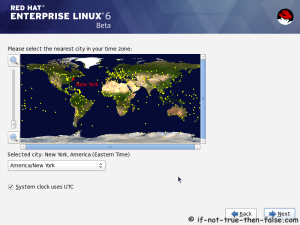 RED HAT
ENTERPRISE LINUX 6
Beta
Please select the nearest city in your time zone:
New York
Selected city: New York, America (Eastern Time)
America/New York
System clock uses UTC
Back
Next
© if-not-true-then-false.com